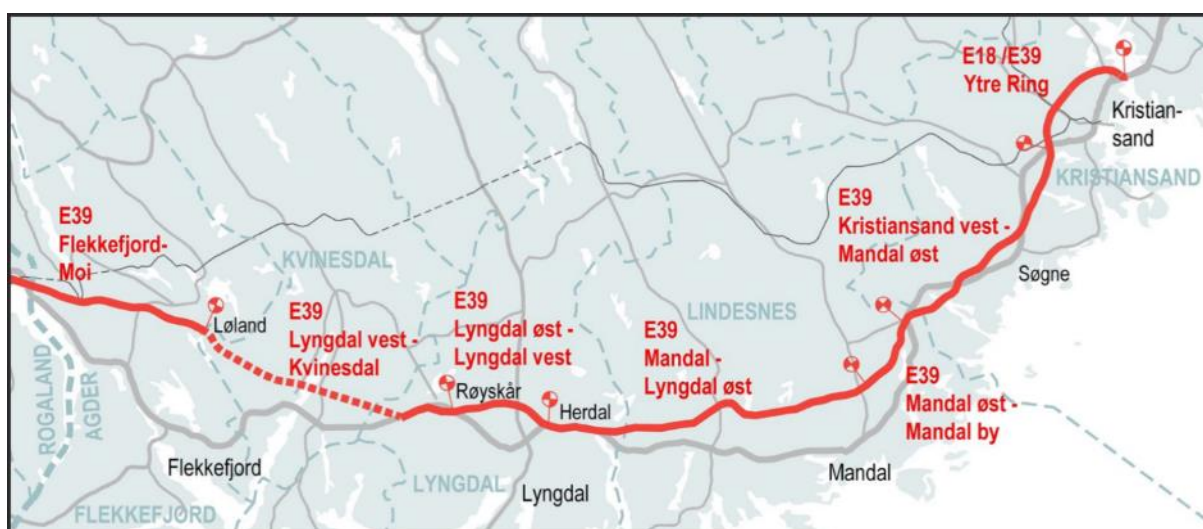 E18 /E39
Ytre Ring
Kristian-
sand
KRISTIANSAND
E39
Kristiansand vest -
Mandal øst
Søgne
E39
Flekkefjord-
Moi
KVINESDAL
Løland
E39
Lyngdal vest -
Kvinesdal
E39
Lyngdal øst -
Lyngdal vest
LINDESNES
E39
Mandal -
Lyngdal øst
E39
Mandal øst -
Mandal by
Røyskår
Herdal
ROGALAND
AGDER
Flekkefjord
LYNGDAL
Lyngdal
Mandal
FLEKKEFJORD